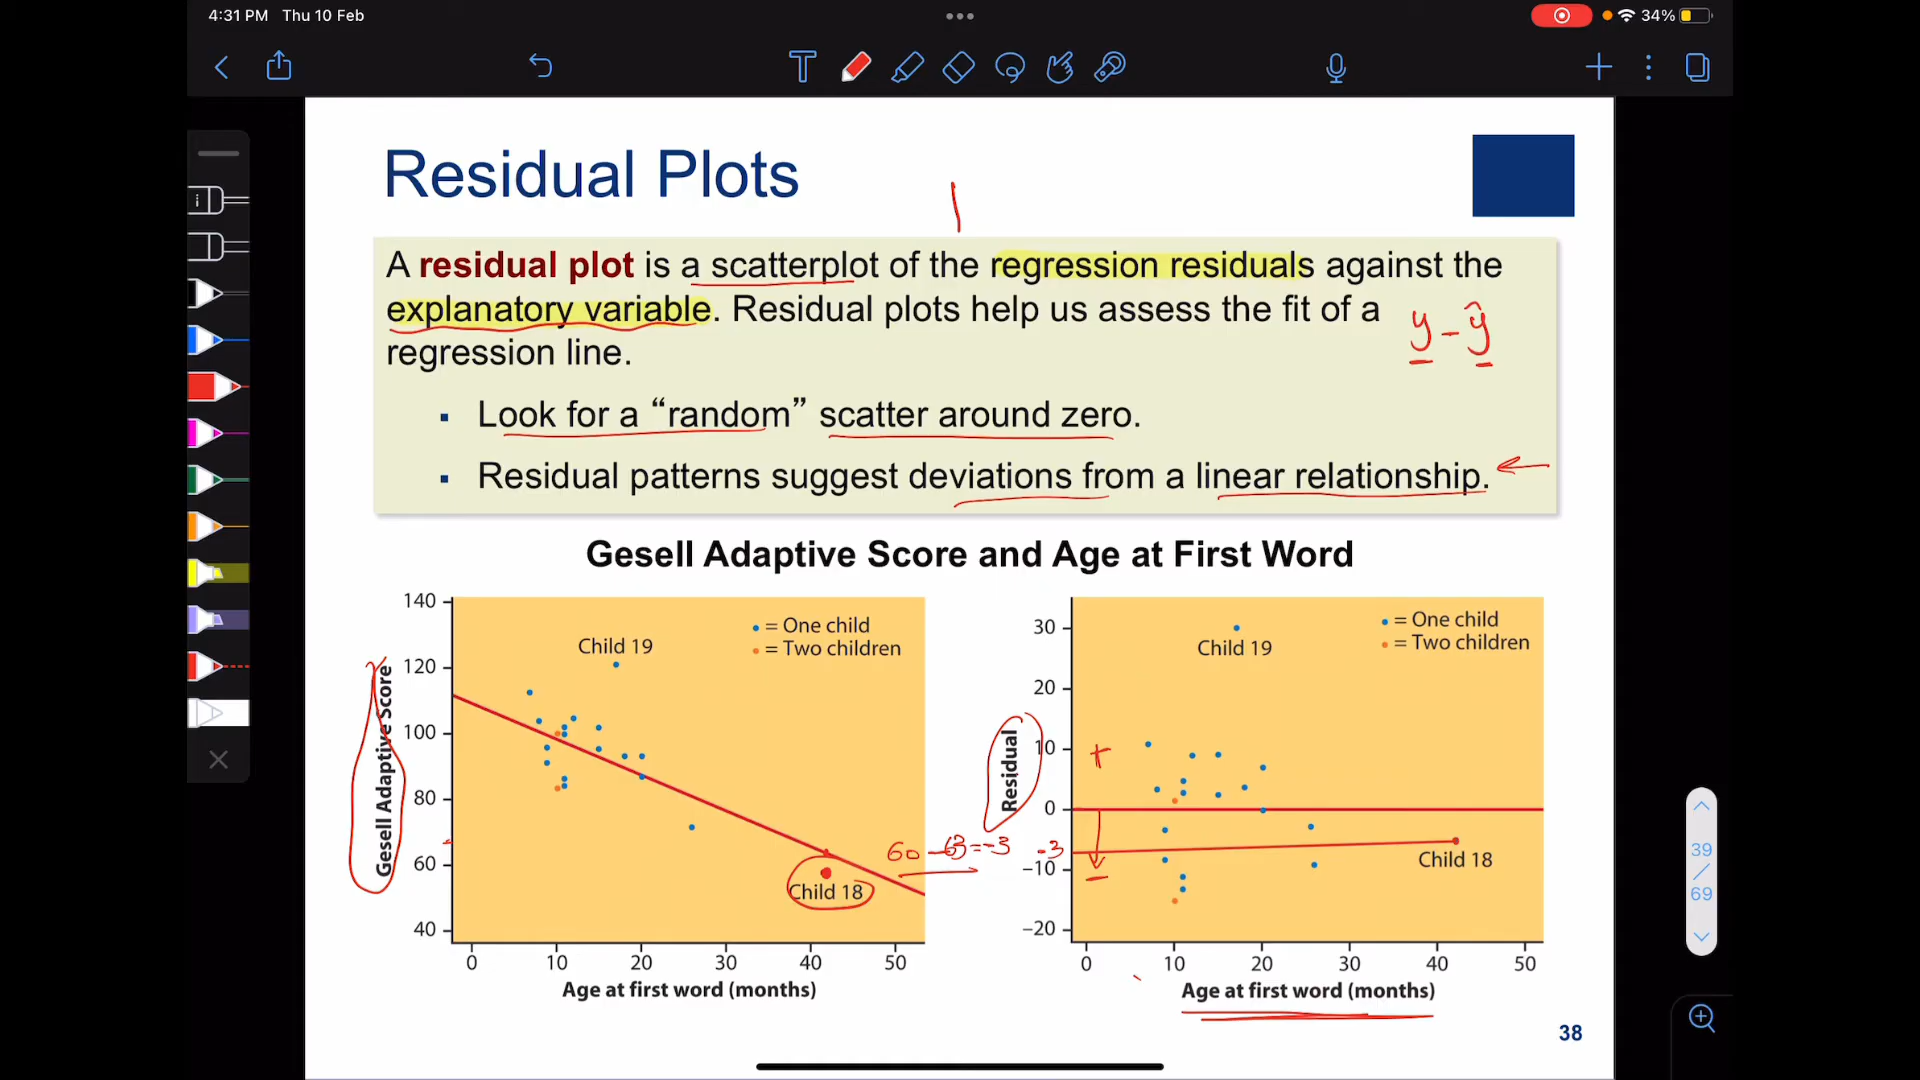 4:31 PM Thu 10 Feb
34%
Residual Plots
A residual plot is a scatterplot of the regression residuals against the
explanatory variable. Residual plots help us assess the fit of a
regression line.
y - ŷ
▪ Look for a “random” scatter around zero.
▪ Residual patterns suggest deviations from a linear relationship.
Gesell Adaptive Score and Age at First Word
140
120
100
80
60
40
Gesell Adaptive Score
= One child
= Two children
Child 19
Child 18
60 - 63 = -3
0 10 20 30 40 50
Age at first word (months)
30
20
10
0
-3
−10
−20
Residual
+
−
= One child
= Two children
Child 19
Child 18
0 10 20 30 40 50
Age at first word (months)
38
39
69